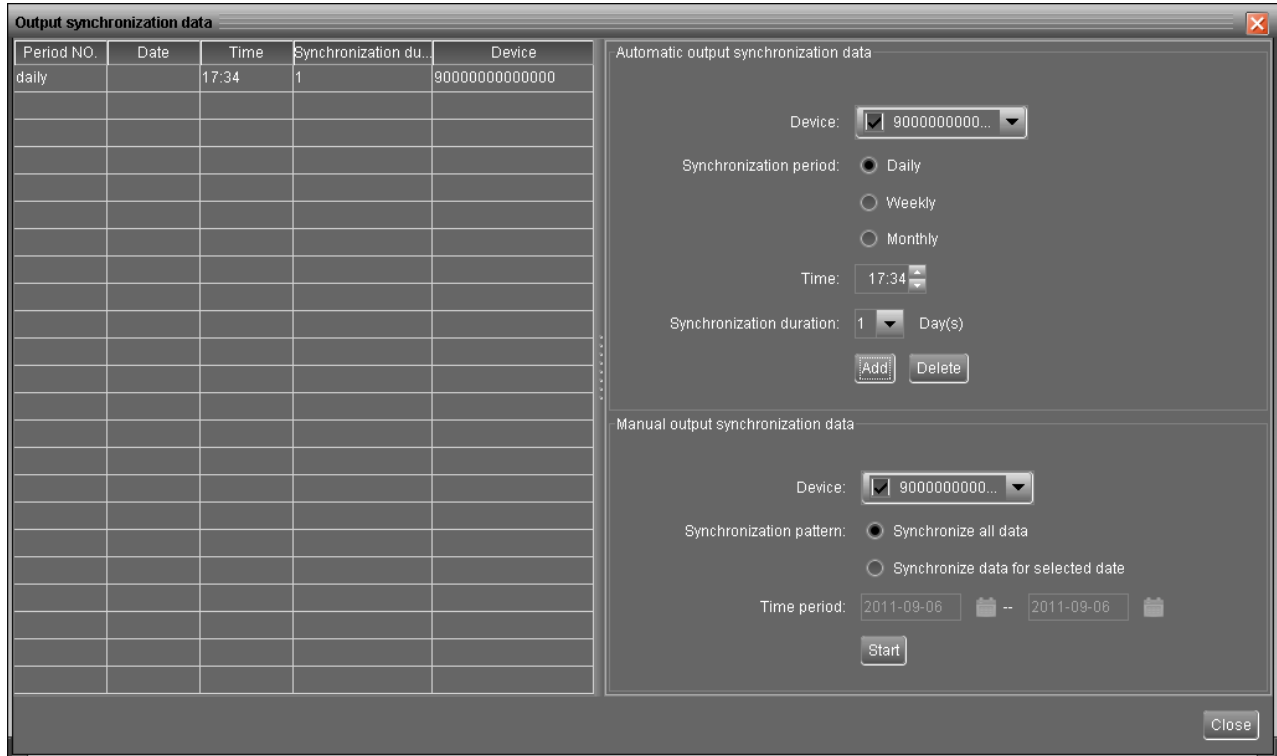 Output synchronization data
Period NO. Date Time Synchronization du... Device
daily 17:34 1 90000000000000
Automatic output synchronization data
Device: 9000000000...
Synchronization period: Daily
Weekly
Monthly
Time: 17:34
Synchronization duration: 1 Day(s)
Add Delete
Manual output synchronization data
Device: 9000000000...
Synchronization pattern: Synchronize all data
Synchronize data for selected date
Time period: 2011-09-06 -- 2011-09-06
Start
Close